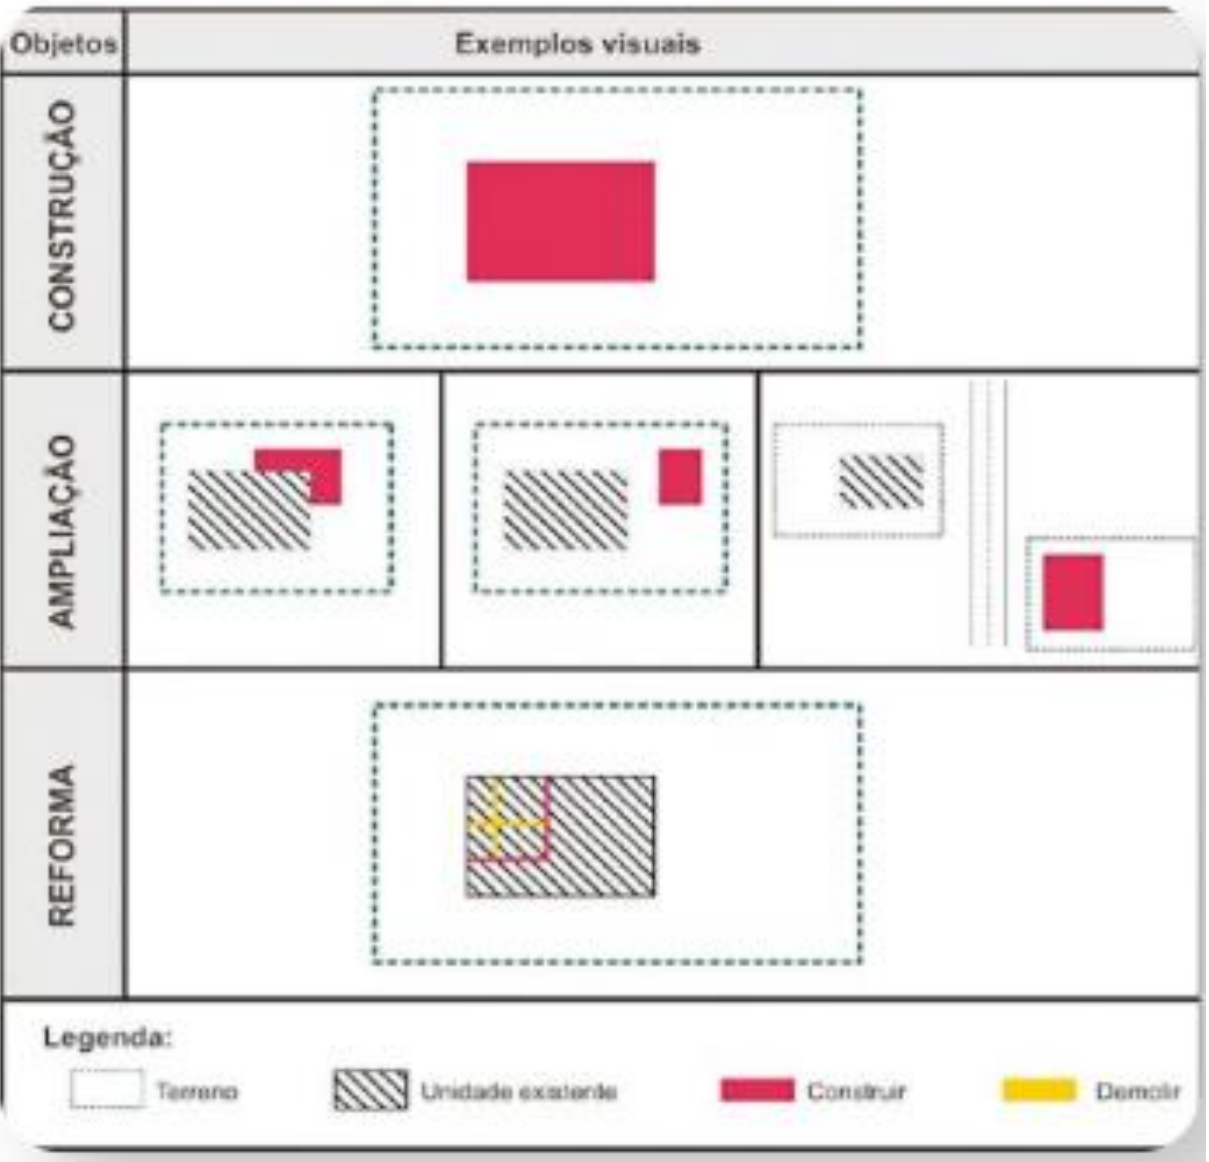 Objetos
Exemplos visuais
CONSTRUÇÃO
AMPLIAÇÃO
REFORMA
Legenda:
Terreno
Unidade existente
Construir
Demolir